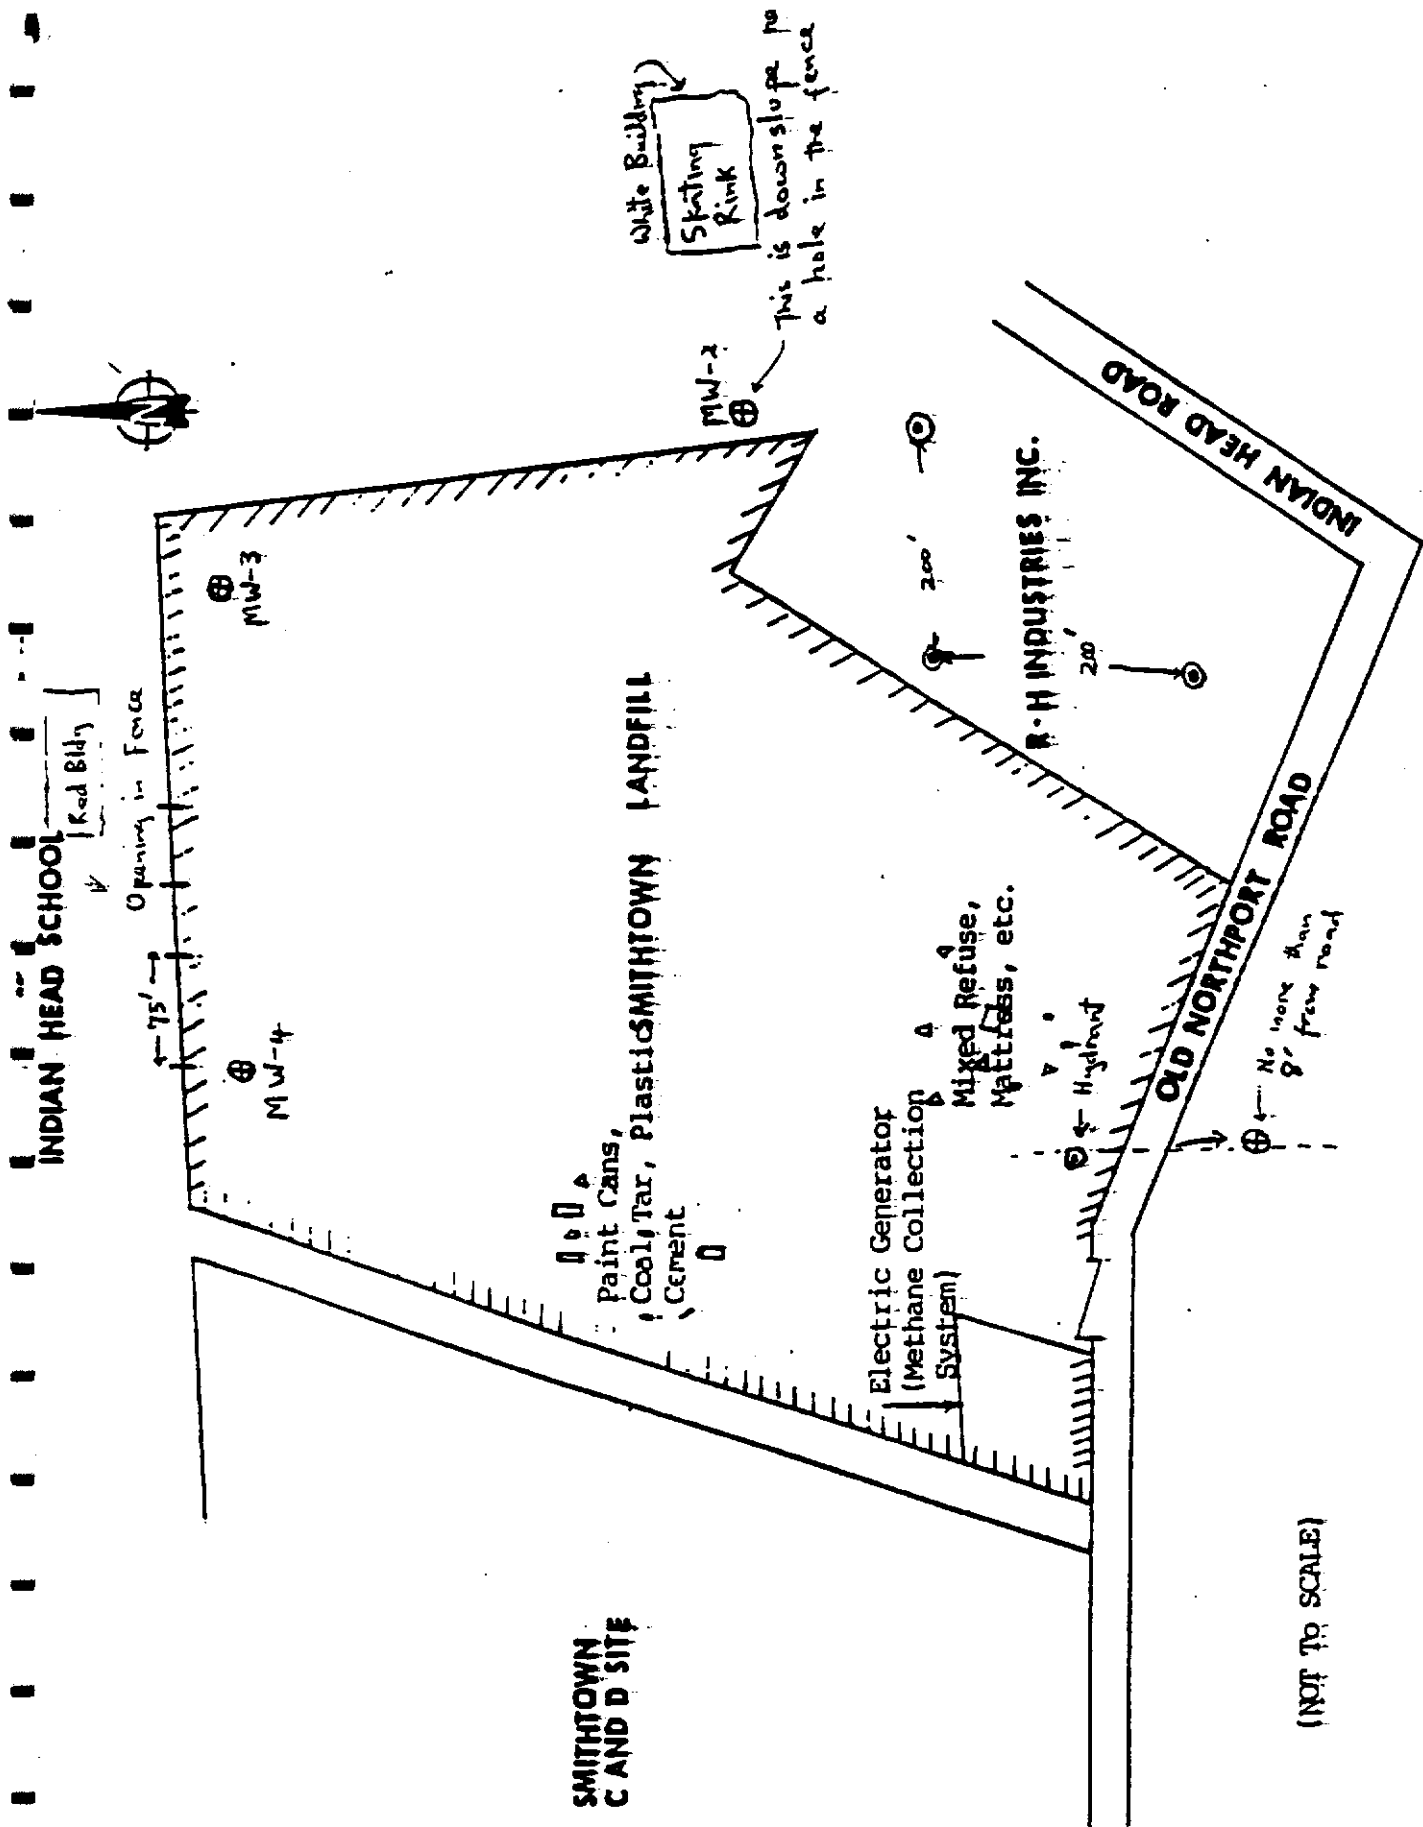 INDIAN HEAD SCHOOL
Red Bldg
Opening in Fence
75'
MW-4
MW-3
N
White Building
Skating
Rink
MW-2
This is downslope
a hole in the fence
Paint Cans,
Coal, Tar, Plastic
Cement
SMITHTOWN LANDFILL
SMITHTOWN
C AND D SITE
Electric Generator
(Methane Collection
System)
Mixed Refuse,
Mattress, etc.
Hydrant
200'
R·H INDUSTRIES INC.
200'
INDIAN HEAD ROAD
OLD NORTHPORT ROAD
No more than
8' from road
(NOT TO SCALE)